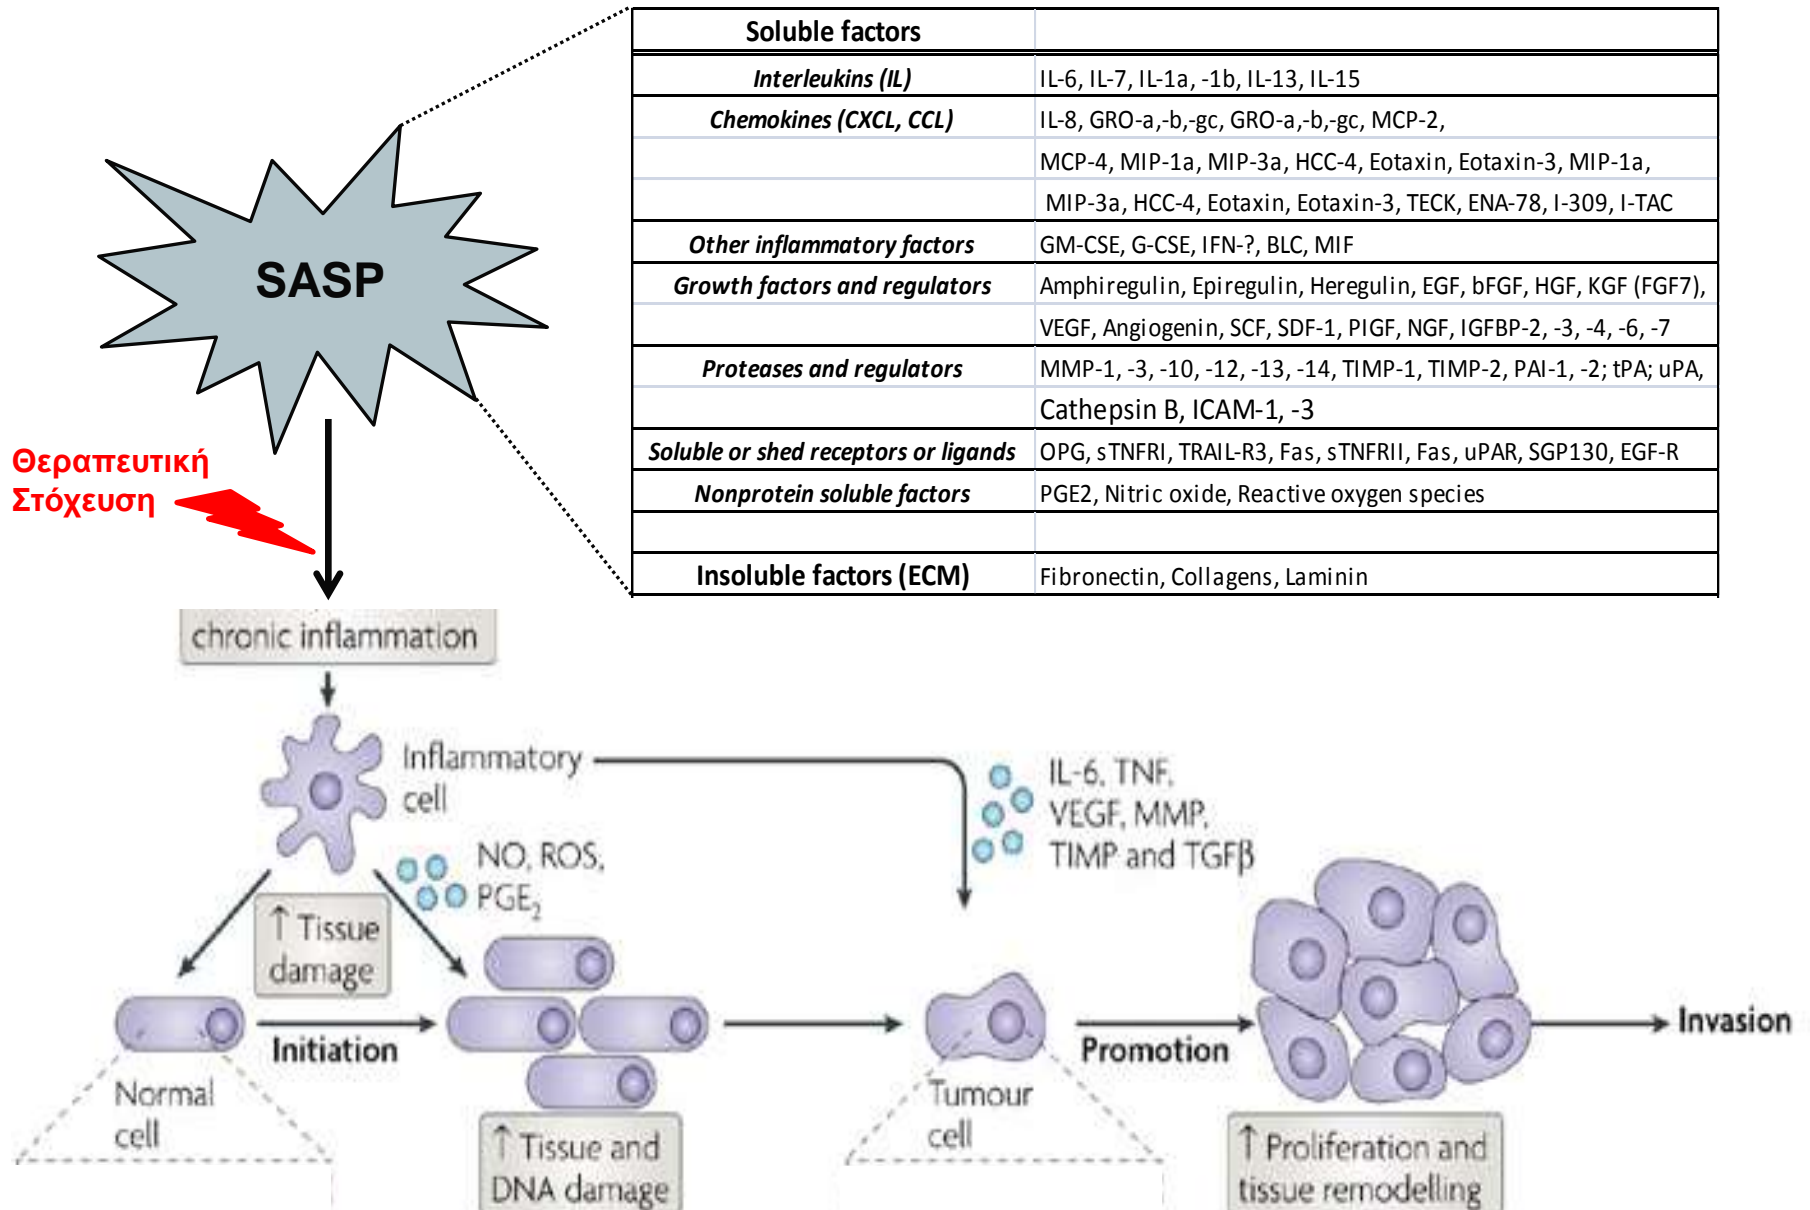 Soluble factors
Interleukins (IL) IL-6, IL-7, IL-1a, -1b, IL-13, IL-15
Chemokines (CXCL, CCL) IL-8, GRO-a,-b,-gc, GRO-a,-b,-gc, MCP-2,
MCP-4, MIP-1a, MIP-3a, HCC-4, Eotaxin, Eotaxin-3, MIP-1a,
MIP-3a, HCC-4, Eotaxin, Eotaxin-3, TECK, ENA-78, I-309, I-TAC
Other inflammatory factors GM-CSE, G-CSE, IFN-?, BLC, MIF
Growth factors and regulators Amphiregulin, Epiregulin, Heregulin, EGF, bFGF, HGF, KGF (FGF7),
VEGF, Angiogenin, SCF, SDF-1, PIGF, NGF, IGFBP-2, -3, -4, -6, -7
Proteases and regulators MMP-1, -3, -10, -12, -13, -14, TIMP-1, TIMP-2, PAI-1, -2; tPA; uPA,
Cathepsin B, ICAM-1, -3
Soluble or shed receptors or ligands OPG, sTNFRI, TRAIL-R3, Fas, sTNFRII, Fas, uPAR, SGP130, EGF-R
Nonprotein soluble factors PGE2, Nitric oxide, Reactive oxygen species
Insoluble factors (ECM) Fibronectin, Collagens, Laminin
SASP
Θεραπευτική
Στόχευση
chronic inflammation
Inflammatory
cell
NO, ROS,
PGE₂
↑ Tissue
damage
IL-6, TNF,
VEGF, MMP,
TIMP and TGFβ
Initiation
Promotion
Invasion
Normal
cell
↑ Tissue and
DNA damage
Tumour
cell
↑ Proliferation and
tissue remodelling